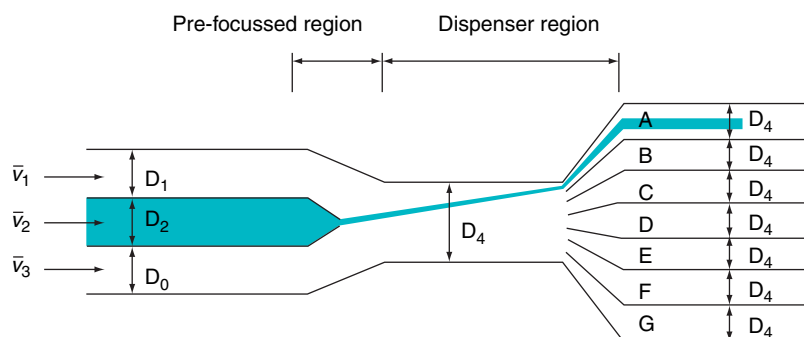 Pre-focussed region Dispenser region
A D₄
v̄₁ D₁ B D₄
C D₄
v̄₂ D₂ D₄ D D₄
v̄₃ D₀ E D₄
F D₄
G D₄